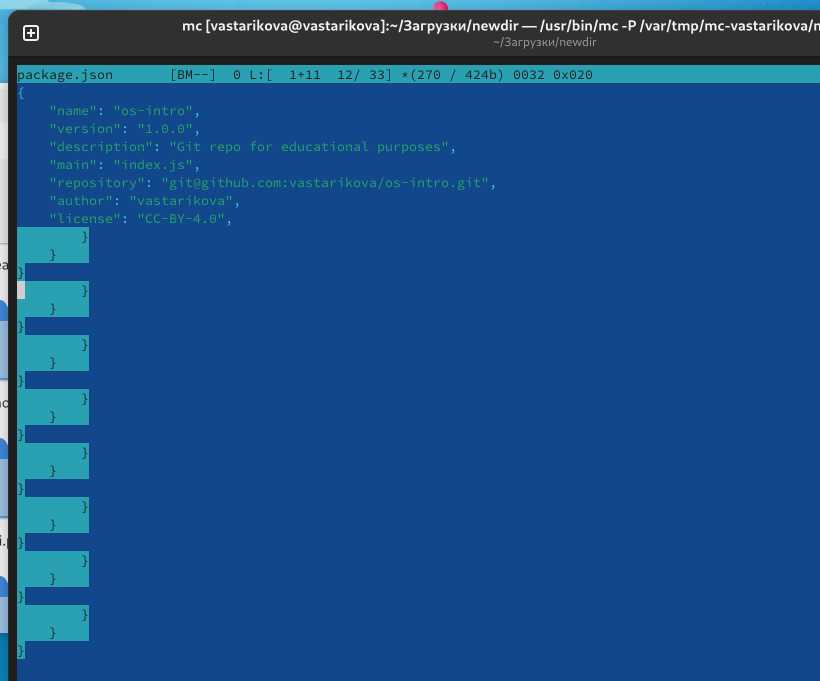 mc [vastarikova@vastarikova]:~/Загрузки/newdir — /usr/bin/mc -P /var/tmp/mc-vastarikova/
~/Загрузки/newdir
package.json       [BM--]  0 L:[  1+11  12/ 33] *(270 / 424b) 0032 0x020
{
    "name": "os-intro",
    "version": "1.0.0",
    "description": "Git repo for educational purposes",
    "main": "index.js",
    "repository": "git@github.com:vastarikova/os-intro.git",
    "author": "vastarikova",
    "license": "CC-BY-4.0",
        }
    }
}
        }
    }
}
        }
    }
}
        }
    }
}
        }
    }
}
        }
    }
}
        }
    }
}
        }
    }
}